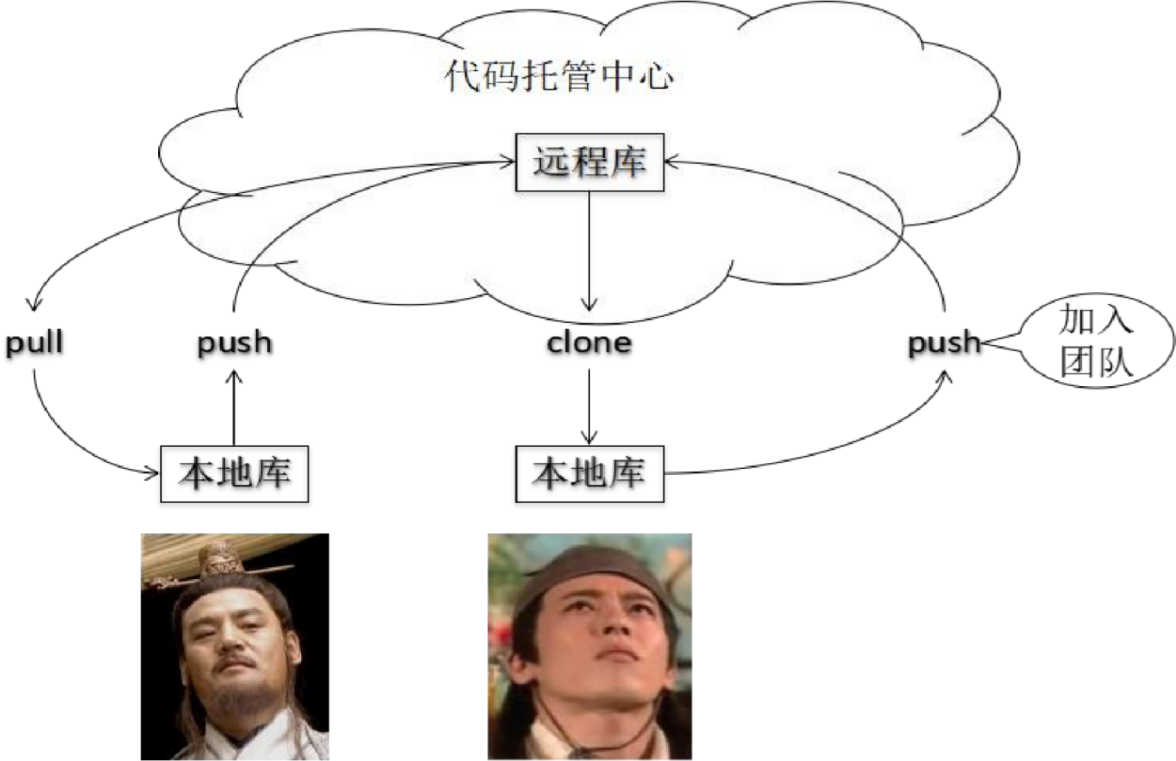 代码托管中心
远程库
pull
push
clone
push
加入
团队
本地库
本地库